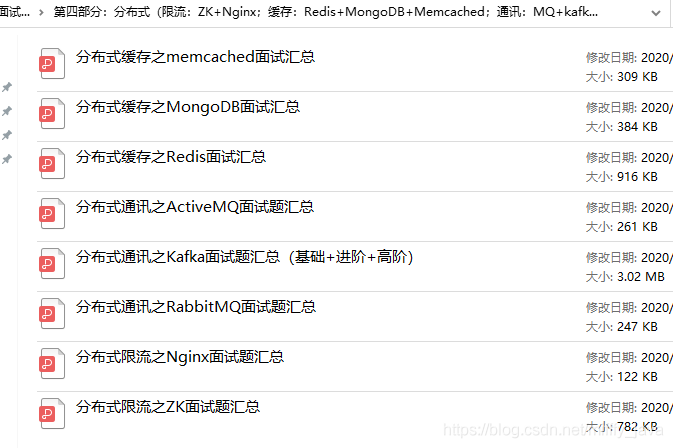 面试... 第四部分：分布式（限流：ZK+Nginx；缓存：Redis+MongoDB+Memcached；通讯：MQ+kafk...
分布式缓存之memcached面试汇总 修改日期: 2020/
大小: 309 KB
分布式缓存之MongoDB面试汇总 修改日期: 2020/
大小: 384 KB
分布式缓存之Redis面试汇总 修改日期: 2020/
大小: 916 KB
分布式通讯之ActiveMQ面试题汇总 修改日期: 2020/
大小: 261 KB
分布式通讯之Kafka面试题汇总（基础+进阶+高阶） 修改日期: 2020/
大小: 3.02 MB
分布式通讯之RabbitMQ面试题汇总 修改日期: 2020/
大小: 247 KB
分布式限流之Nginx面试题汇总 修改日期: 2020/
大小: 122 KB
分布式限流之ZK面试题汇总 修改日期: 2020/
大小: 782 KB